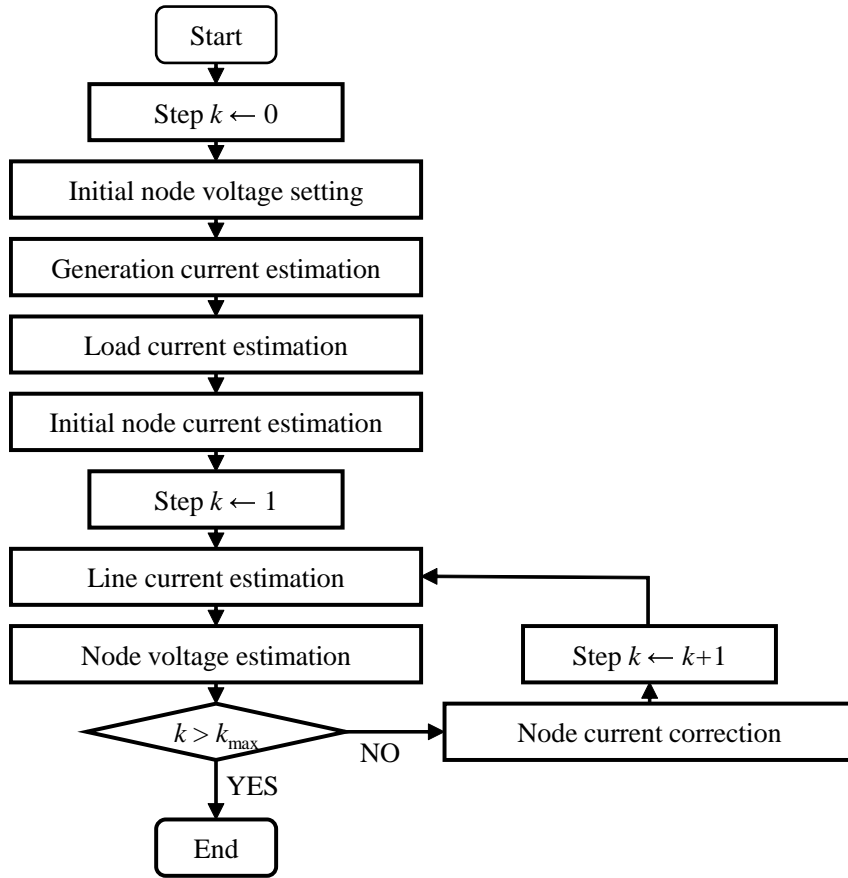 Start
Step k ← 0
Initial node voltage setting
Generation current estimation
Load current estimation
Initial node current estimation
Step k ← 1
Line current estimation
Node voltage estimation
Step k ← k+1
k > kmax
NO
Node current correction
YES
End